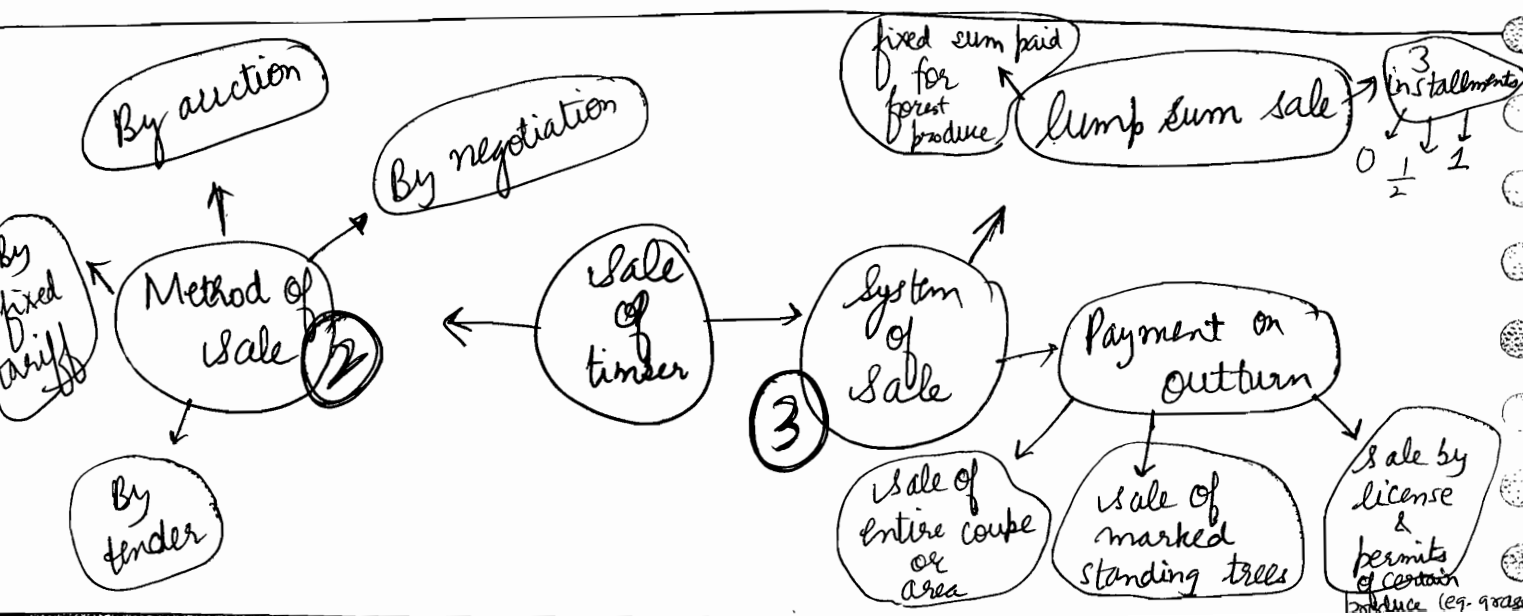 By auction
By negotiation
By
fixed
tariff
Method of
sale
2
By
tender
Sale
of
timber
System
of
Sale
3
fixed sum paid
for
forest
produce
lump sum sale
3
installments
0 1/2 1
Payment on
outturn
sale of
entire coupe
or
area
sale of
marked
standing trees
sale by
license
&
permits
of certain
produce (eg. gras